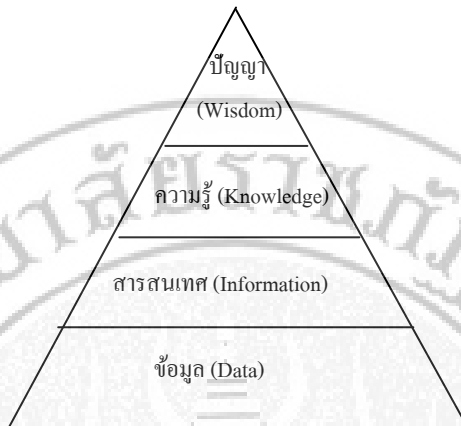 ปัญญา
(Wisdom)
ความรู้ (Knowledge)
สารสนเทศ (Information)
ข้อมูล (Data)